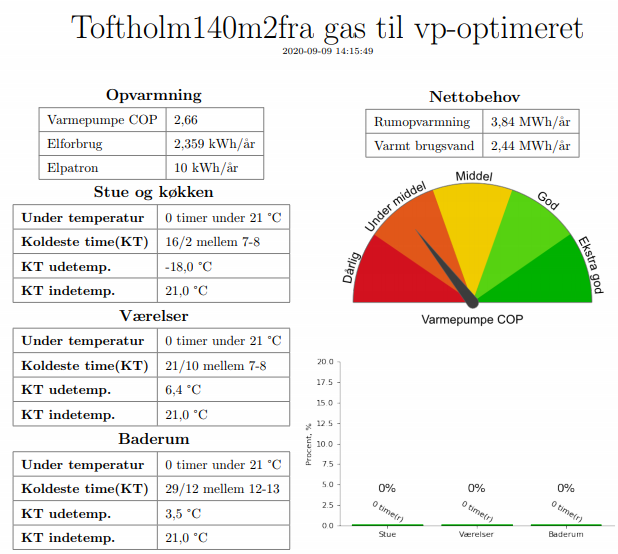 Toftholm140m2fra gas til vp-optimeret
2020-09-09 14:15:49
Opvarmning
Varmepumpe COP 2,66
Elforbrug 2,359 kWh/år
Elpatron 10 kWh/år
Stue og køkken
Under temperatur 0 timer under 21 °C
Koldeste time(KT) 16/2 mellem 7-8
KT udetemp. -18,0 °C
KT indetemp. 21,0 °C
Værelser
Under temperatur 0 timer under 21 °C
Koldeste time(KT) 21/10 mellem 7-8
KT udetemp. 6,4 °C
KT indetemp. 21,0 °C
Baderum
Under temperatur 0 timer under 21 °C
Koldeste time(KT) 29/12 mellem 12-13
KT udetemp. 3,5 °C
KT indetemp. 21,0 °C
Nettobehov
Rumopvarmning 3,84 MWh/år
Varmt brugsvand 2,44 MWh/år
Dårlig
Under middel
Middel
God
Ekstra god
Varmepumpe COP
Procent, %
20.0
17.5
15.0
12.5
10.0
7.5
5.0
2.5
0.0
0% 0% 0%
0 time(r) 0 time(r) 0 time(r)
Stue Værelser Baderum